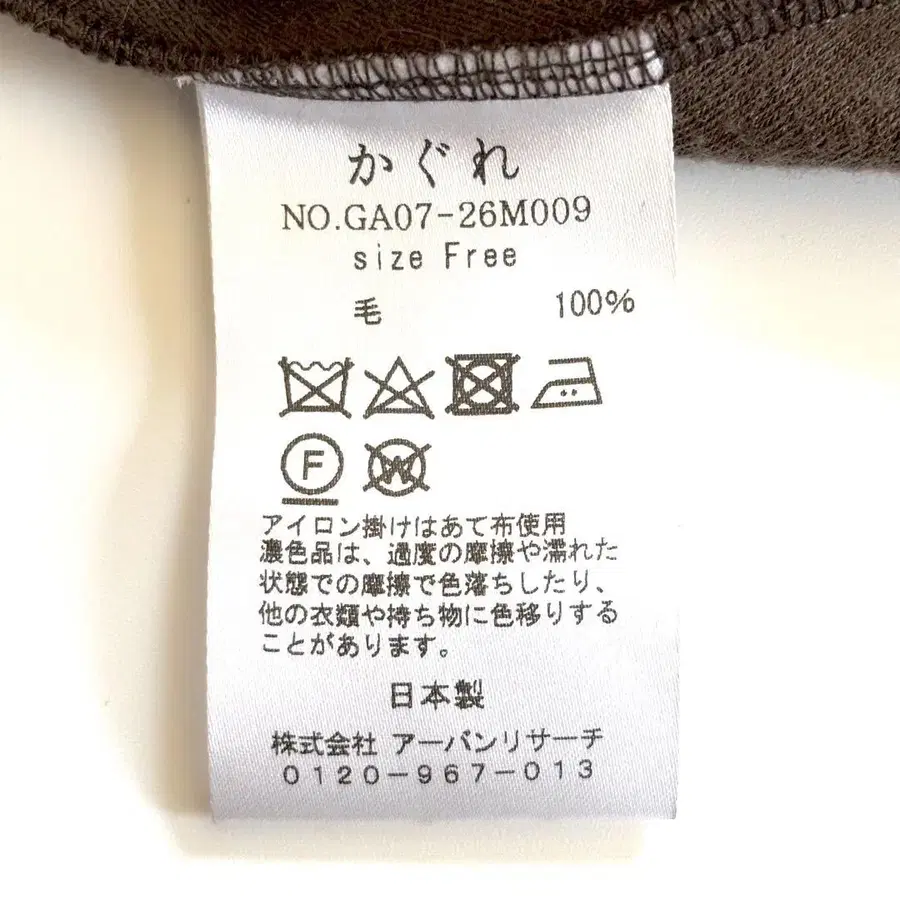 かぐれ
NO.GA07-26M009
size Free
毛 100%
F W
アイロン掛けはあて布使用
濃色品は、過度の摩擦や濡れた
状態での摩擦で色落ちしたり、
他の衣類や持ち物に色移りする
ことがあります。
日本製
株式会社 アーバンリサーチ
0120-967-013